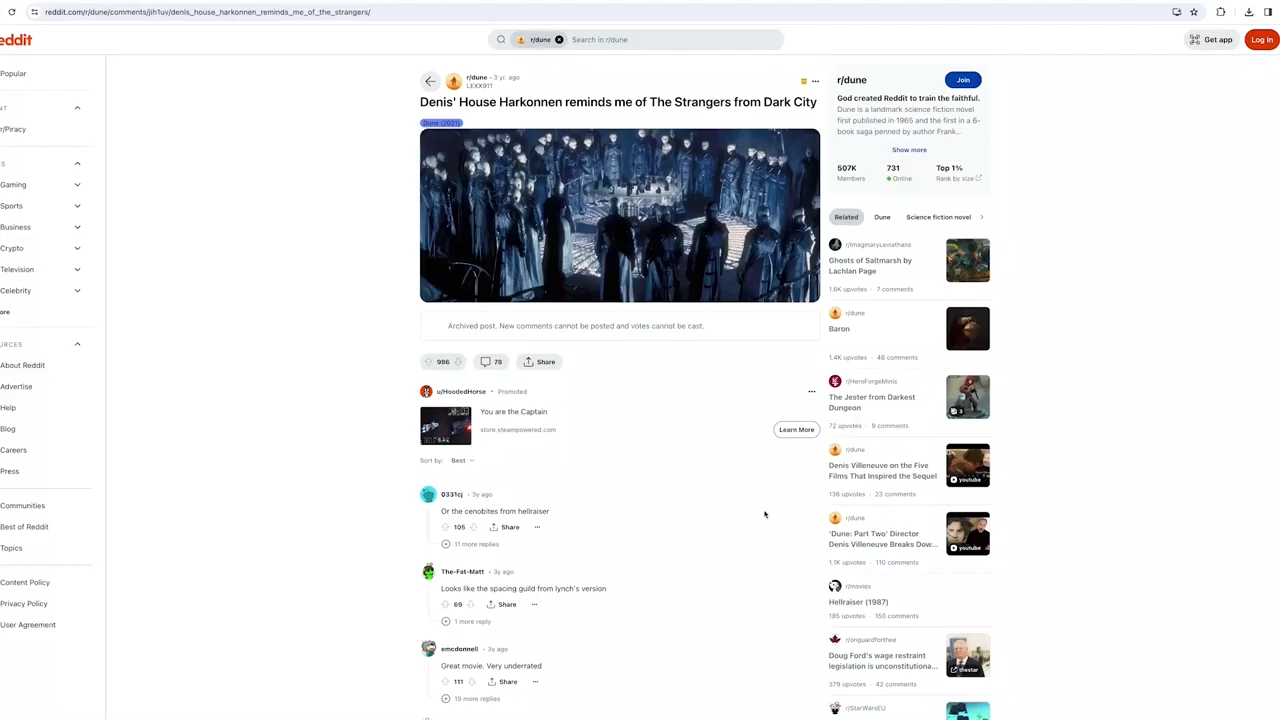 reddit.com/r/dune/comments/jih1uv/denis_house_harkonnen_reminds_me_of_the_strangers/
eddit
r/dune
Search in r/dune
Get app
Log In
Popular
r/Piracy
Gaming
Sports
Business
Crypto
Television
Celebrity
ore
URCES
About Reddit
Advertise
Help
Blog
Careers
Press
Communities
Best of Reddit
Topics
Content Policy
Privacy Policy
User Agreement
r/dune • 3 yr. ago
LEXX911
Denis' House Harkonnen reminds me of The Strangers from Dark City
Dune (2021)
Archived post. New comments cannot be posted and votes cannot be cast.
986
78
Share
u/HoodedHorse • Promoted
You are the Captain
store.steampowered.com
Learn More
Sort by: Best
0331cj • 3y ago
Or the cenobites from hellraiser
105
Share
11 more replies
The-Fat-Matt • 3y ago
Looks like the spacing guild from lynch's version
69
Share
1 more reply
emcdonnell • 3y ago
Great movie. Very underrated
111
Share
19 more replies
r/dune
Join
God created Reddit to train the faithful.
Dune is a landmark science fiction novel
first published in 1965 and the first in a 6-
book saga penned by author Frank...
Show more
507K
Members
731
Online
Top 1%
Rank by size
Related
Dune
Science fiction novel
r/ImaginaryLeviathans
Ghosts of Saltmarsh by
Lachlan Page
1.6K upvotes · 7 comments
r/dune
Baron
1.4K upvotes · 48 comments
r/HeroForgeMinis
The Jester from Darkest
Dungeon
3
72 upvotes · 9 comments
r/dune
Denis Villeneuve on the Five
Films That Inspired the Sequel
youtube
136 upvotes · 23 comments
r/dune
'Dune: Part Two' Director
Denis Villeneuve Breaks Dow...
youtube
1.1K upvotes · 110 comments
r/movies
Hellraiser (1987)
185 upvotes · 150 comments
r/onguardforthee
Doug Ford's wage restraint
legislation is unconstitutiona...
thestar
379 upvotes · 42 comments
r/StarWarsEU